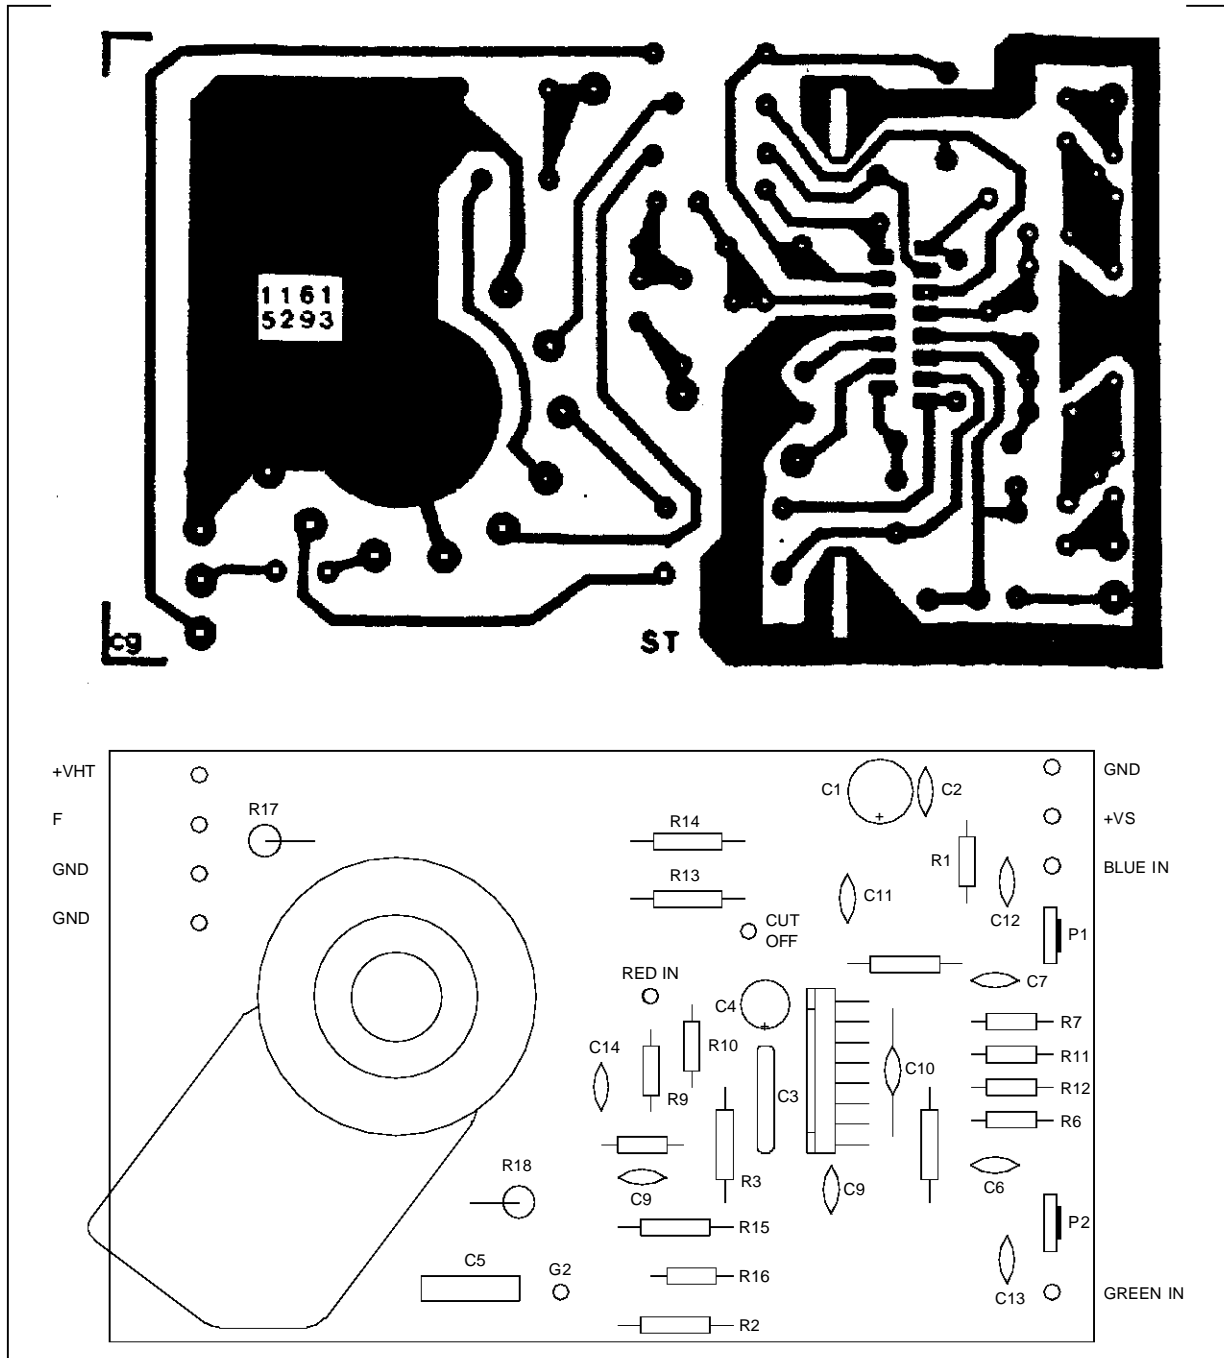 1161
5293
cg
ST
+VHT
F
GND
GND
R17
R14
R13
C1
C2
GND
+VS
BLUE IN
R1
C11
C12
CUT
OFF
P1
RED IN
C4
C7
C14
R10
R9
C3
C10
R7
R11
R12
R6
R18
C9
R3
C9
C6
R15
P2
C5
G2
R16
C13
GREEN IN
R2